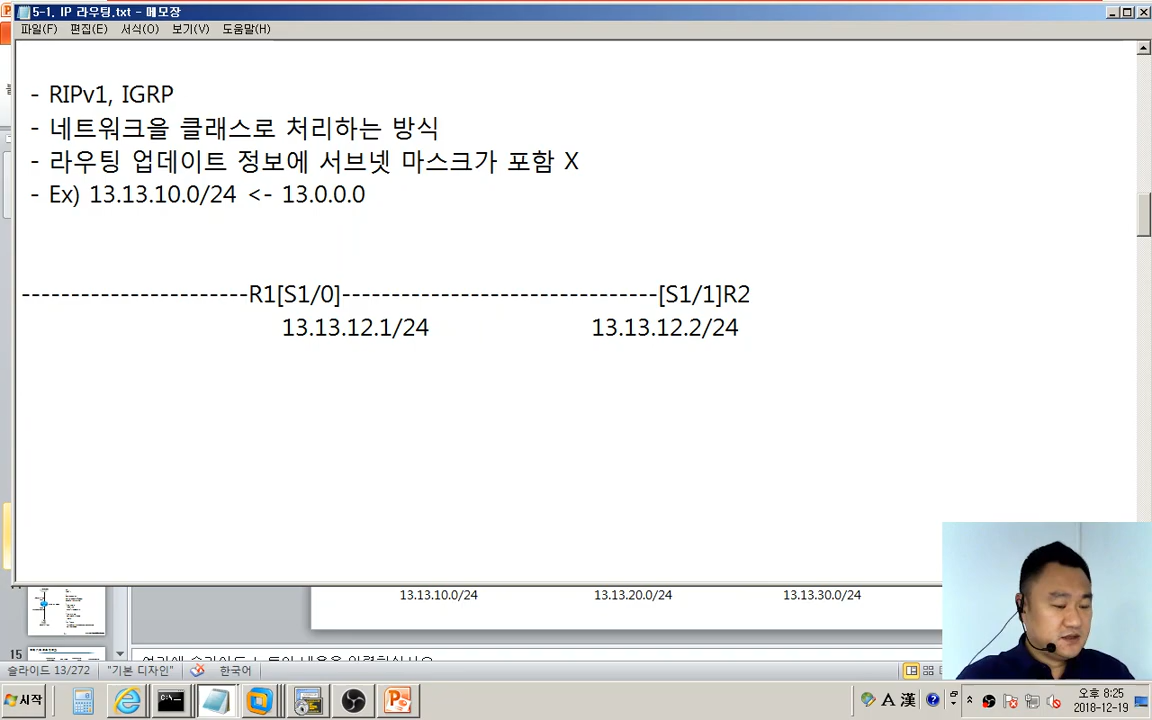 5-1. IP 라우팅.txt - 메모장
파일(F) 편집(E) 서식(O) 보기(V) 도움말(H)
- RIPv1, IGRP
- 네트워크을 클래스로 처리하는 방식
- 라우팅 업데이트 정보에 서브넷 마스크가 포함 X
- Ex) 13.13.10.0/24 <- 13.0.0.0
-----------------------R1[S1/0]--------------------------------[S1/1]R2
13.13.12.1/24 13.13.12.2/24
13.13.10.0/24 13.13.20.0/24 13.13.30.0/24
15
슬라이드 13/272 "기본 디자인" 한국어
시작 A 漢 오후 8:25
2018-12-19